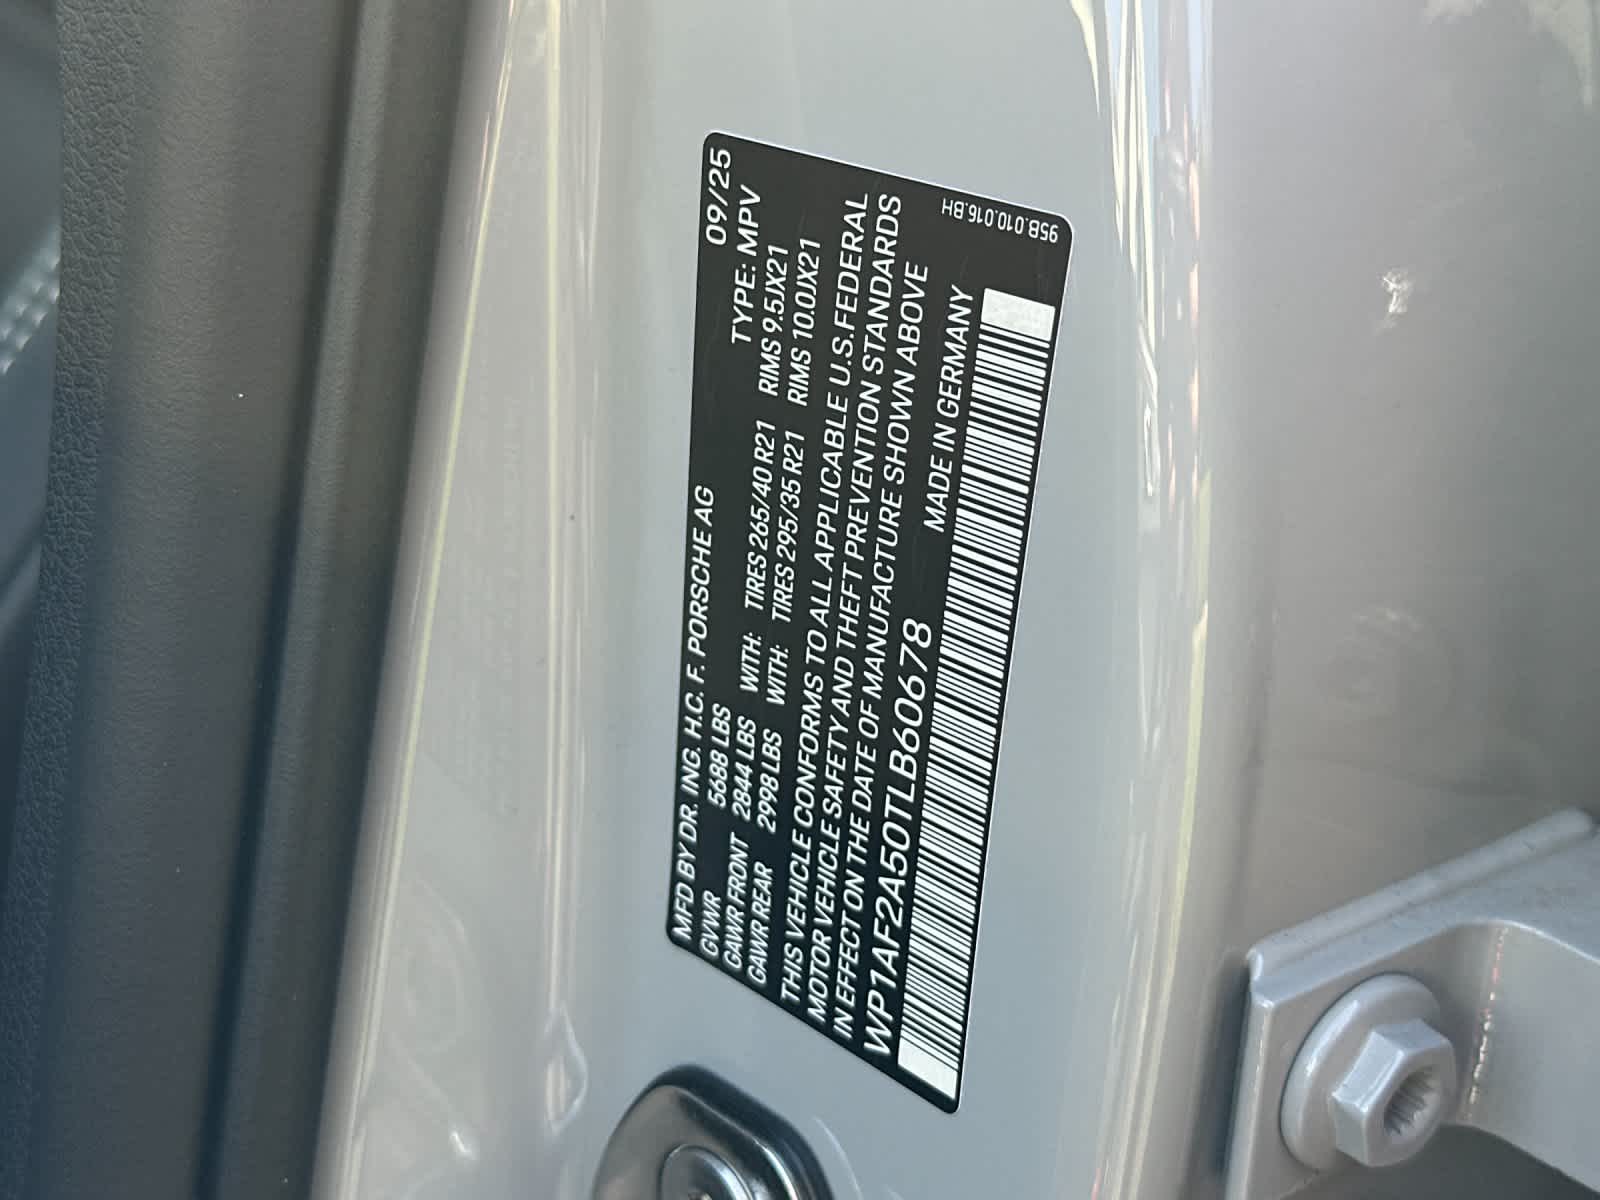 MFD BY DR. ING. H.C. F. PORSCHE AG 09/25
GVWR 5688 LBS TYPE: MPV
GAWR FRONT 2844 LBS WITH: TIRES 265/40 R21 RIMS 9.5JX21
GAWR REAR 2998 LBS WITH: TIRES 295/35 R21 RIMS 10.0JX21
THIS VEHICLE CONFORMS TO ALL APPLICABLE U.S.FEDERAL
MOTOR VEHICLE SAFETY AND THEFT PREVENTION STANDARDS
IN EFFECT ON THE DATE OF MANUFACTURE SHOWN ABOVE
WP1AF2A50TLB60678 MADE IN GERMANY
95B.010.016.BH